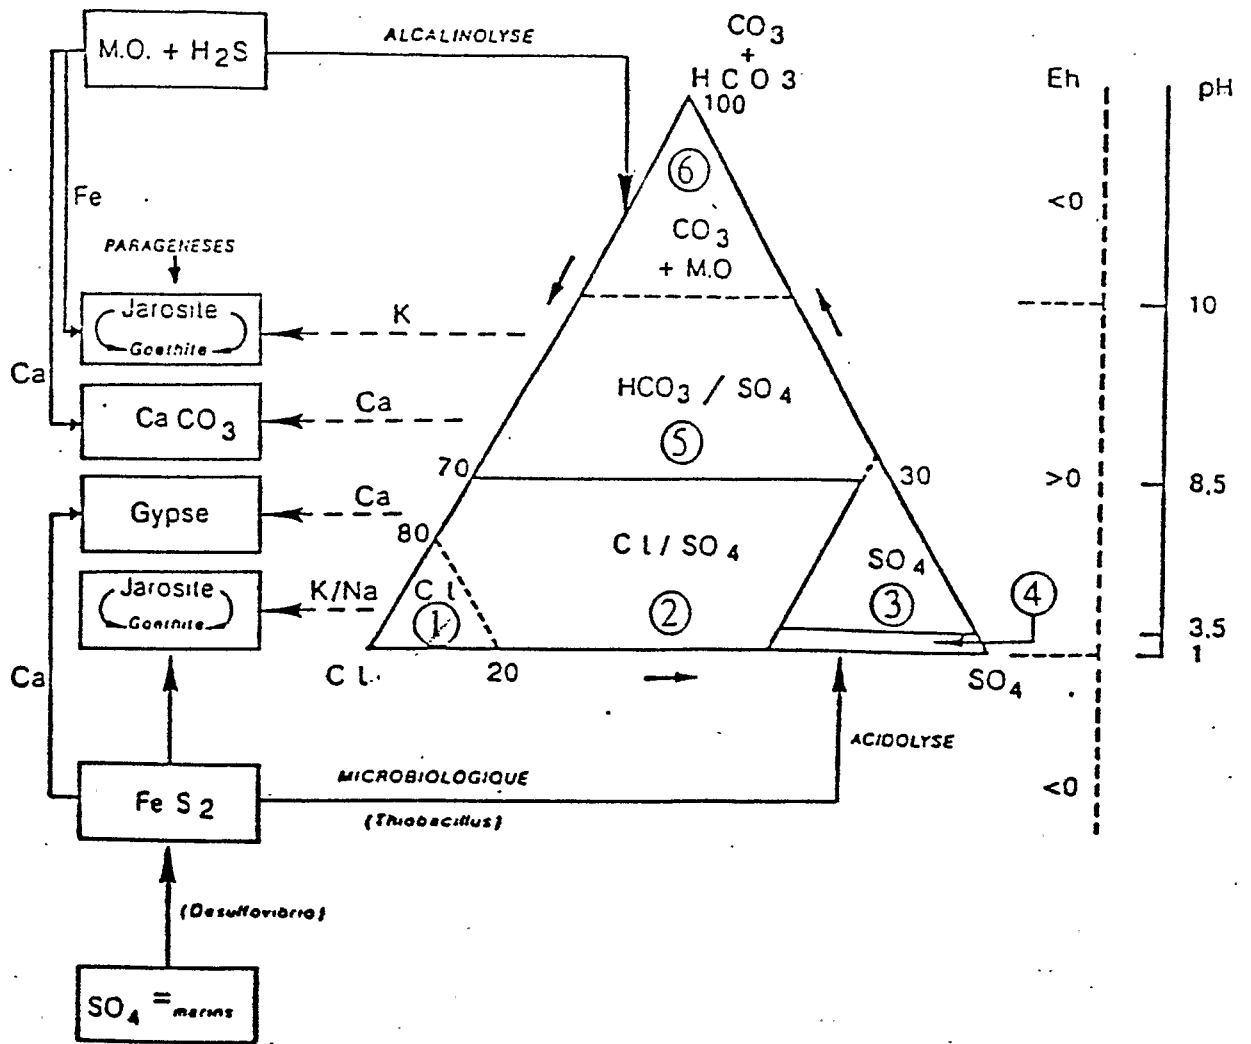 M.O. + H2S
ALCALINOLYSE
CO3
+
HCO3
100
Eh
pH
6
Fe
<0
CO3
+ M.O
PARAGENESES
Jarosite
Goethite
K
10
Ca
HCO3 / SO4
CaCO3
Ca
5
70
30
>0
8,5
Gypse
Ca
80
Cl / SO4
SO4
Jarosite
Goethite
K/Na
Cl
1
2
3
4
3.5
1
Ca
Cl
20
SO4
ACIDOLYSE
Fe S2
MICROBIOLOGIQUE
(Thiobacillus)
<0
(Desulfovibrio)
SO4 = marins